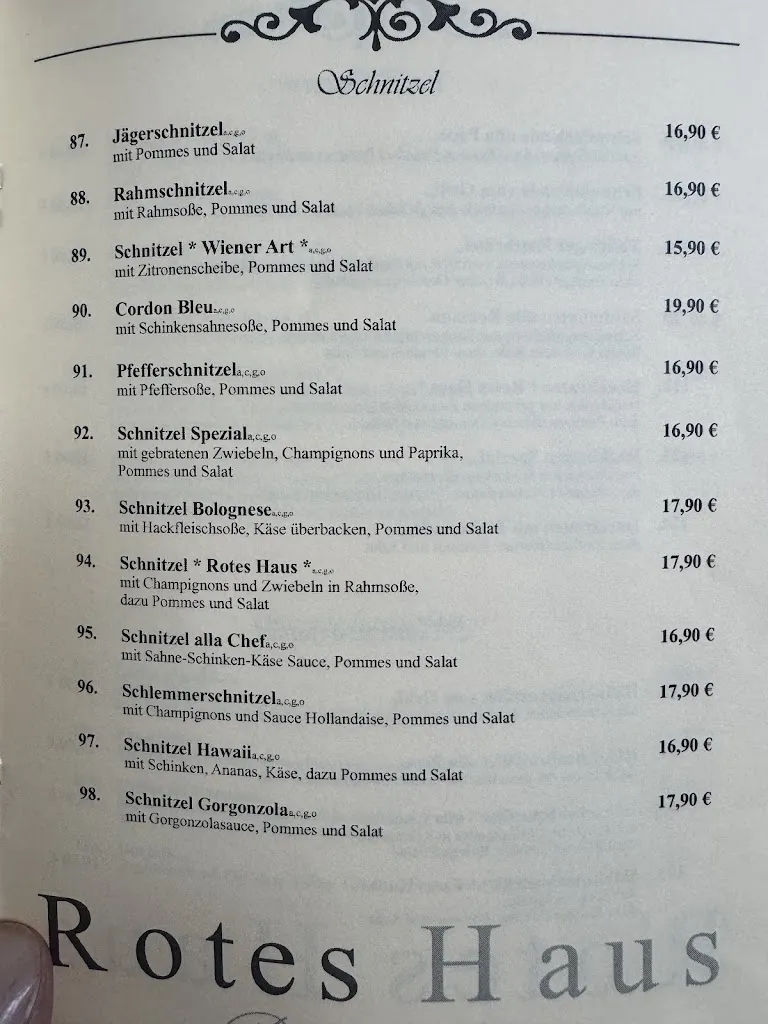 Schnitzel
87. Jägerschnitzel a,c,g,o 16,90 €
mit Pommes und Salat
88. Rahmschnitzel a,c,g,o 16,90 €
mit Rahmsoße, Pommes und Salat
89. Schnitzel * Wiener Art * a,c,g,o 15,90 €
mit Zitronenscheibe, Pommes und Salat
90. Cordon Bleu a,c,g,o 19,90 €
mit Schinkensahnesoße, Pommes und Salat
91. Pfefferschnitzel a,c,g,o 16,90 €
mit Pfeffersoße, Pommes und Salat
92. Schnitzel Spezial a,c,g,o 16,90 €
mit gebratenen Zwiebeln, Champignons und Paprika,
Pommes und Salat
93. Schnitzel Bolognese a,c,g,o 17,90 €
mit Hackfleischsoße, Käse überbacken, Pommes und Salat
94. Schnitzel * Rotes Haus * a,c,g,o 17,90 €
mit Champignons und Zwiebeln in Rahmsoße,
dazu Pommes und Salat
95. Schnitzel alla Chef a,c,g,o 16,90 €
mit Sahne-Schinken-Käse Sauce, Pommes und Salat
96. Schlemmerschnitzel a,c,g,o 17,90 €
mit Champignons und Sauce Hollandaise, Pommes und Salat
97. Schnitzel Hawaii a,c,g,o 16,90 €
mit Schinken, Ananas, Käse, dazu Pommes und Salat
98. Schnitzel Gorgonzola a,c,g,o 17,90 €
mit Gorgonzolasauce, Pommes und Salat
Rotes Haus